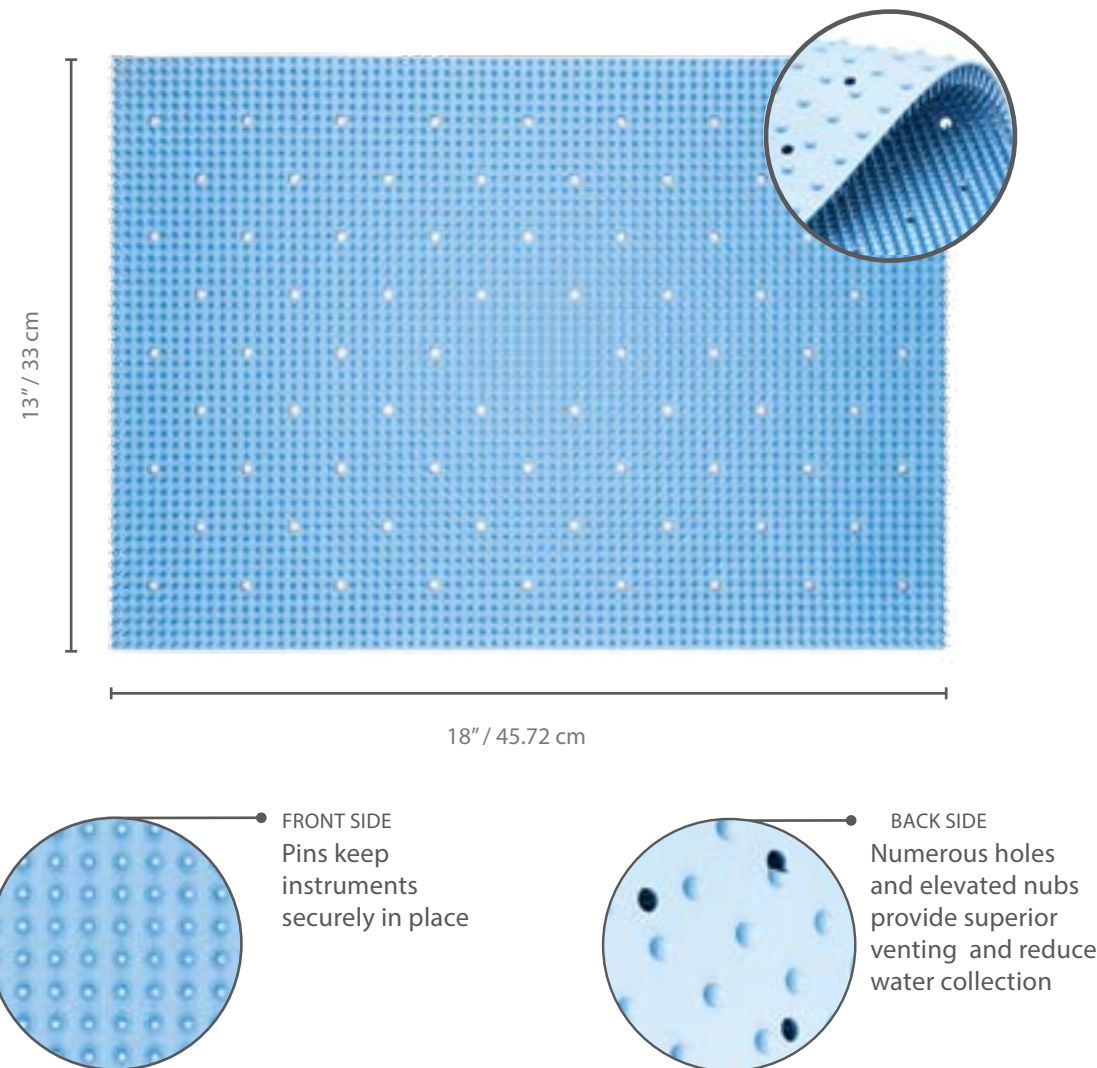 13” / 33 cm
18” / 45.72 cm
FRONT SIDE
Pins keep
instruments
securely in place
BACK SIDE
Numerous holes
and elevated nubs
provide superior
venting  and reduce
water collection